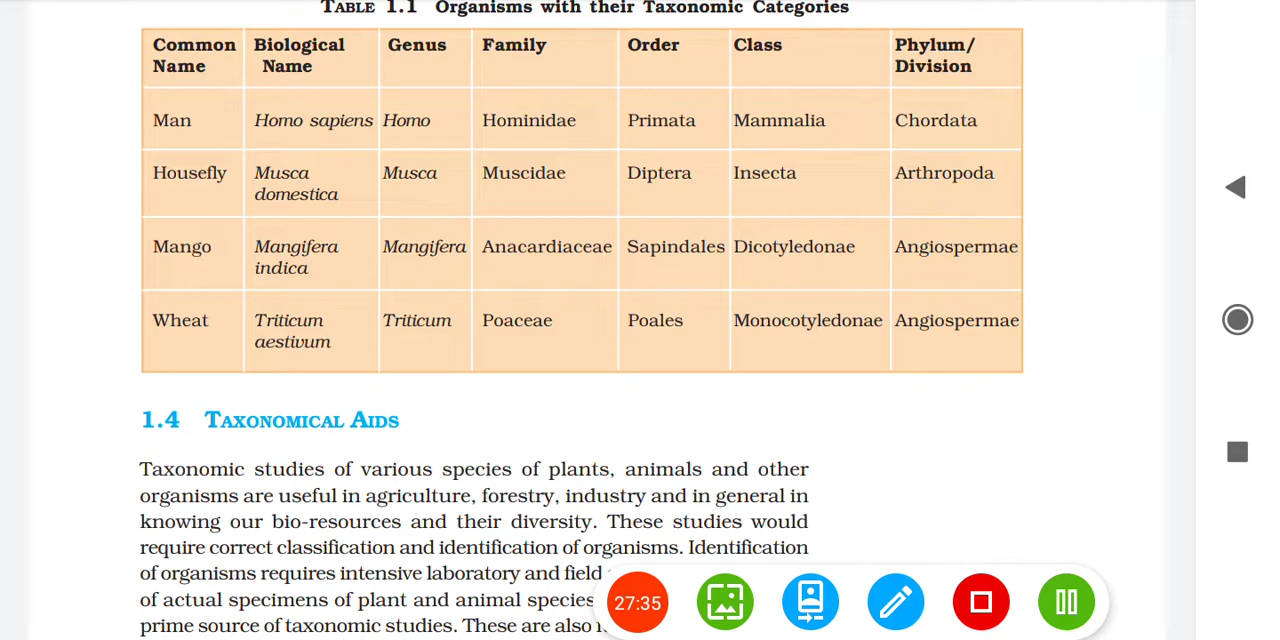 TABLE 1.1 Organisms with their Taxonomic Categories
Common Name Biological Name Genus Family Order Class Phylum/ Division
Man Homo sapiens Homo Hominidae Primata Mammalia Chordata
Housefly Musca domestica Musca Muscidae Diptera Insecta Arthropoda
Mango Mangifera indica Mangifera Anacardiaceae Sapindales Dicotyledonae Angiospermae
Wheat Triticum aestivum Triticum Poaceae Poales Monocotyledonae Angiospermae
1.4 TAXONOMICAL AIDS
Taxonomic studies of various species of plants, animals and other
organisms are useful in agriculture, forestry, industry and in general in
knowing our bio-resources and their diversity. These studies would
require correct classification and identification of organisms. Identification
of organisms requires intensive laboratory and field
of actual specimens of plant and animal species
prime source of taxonomic studies. These are also
27:35